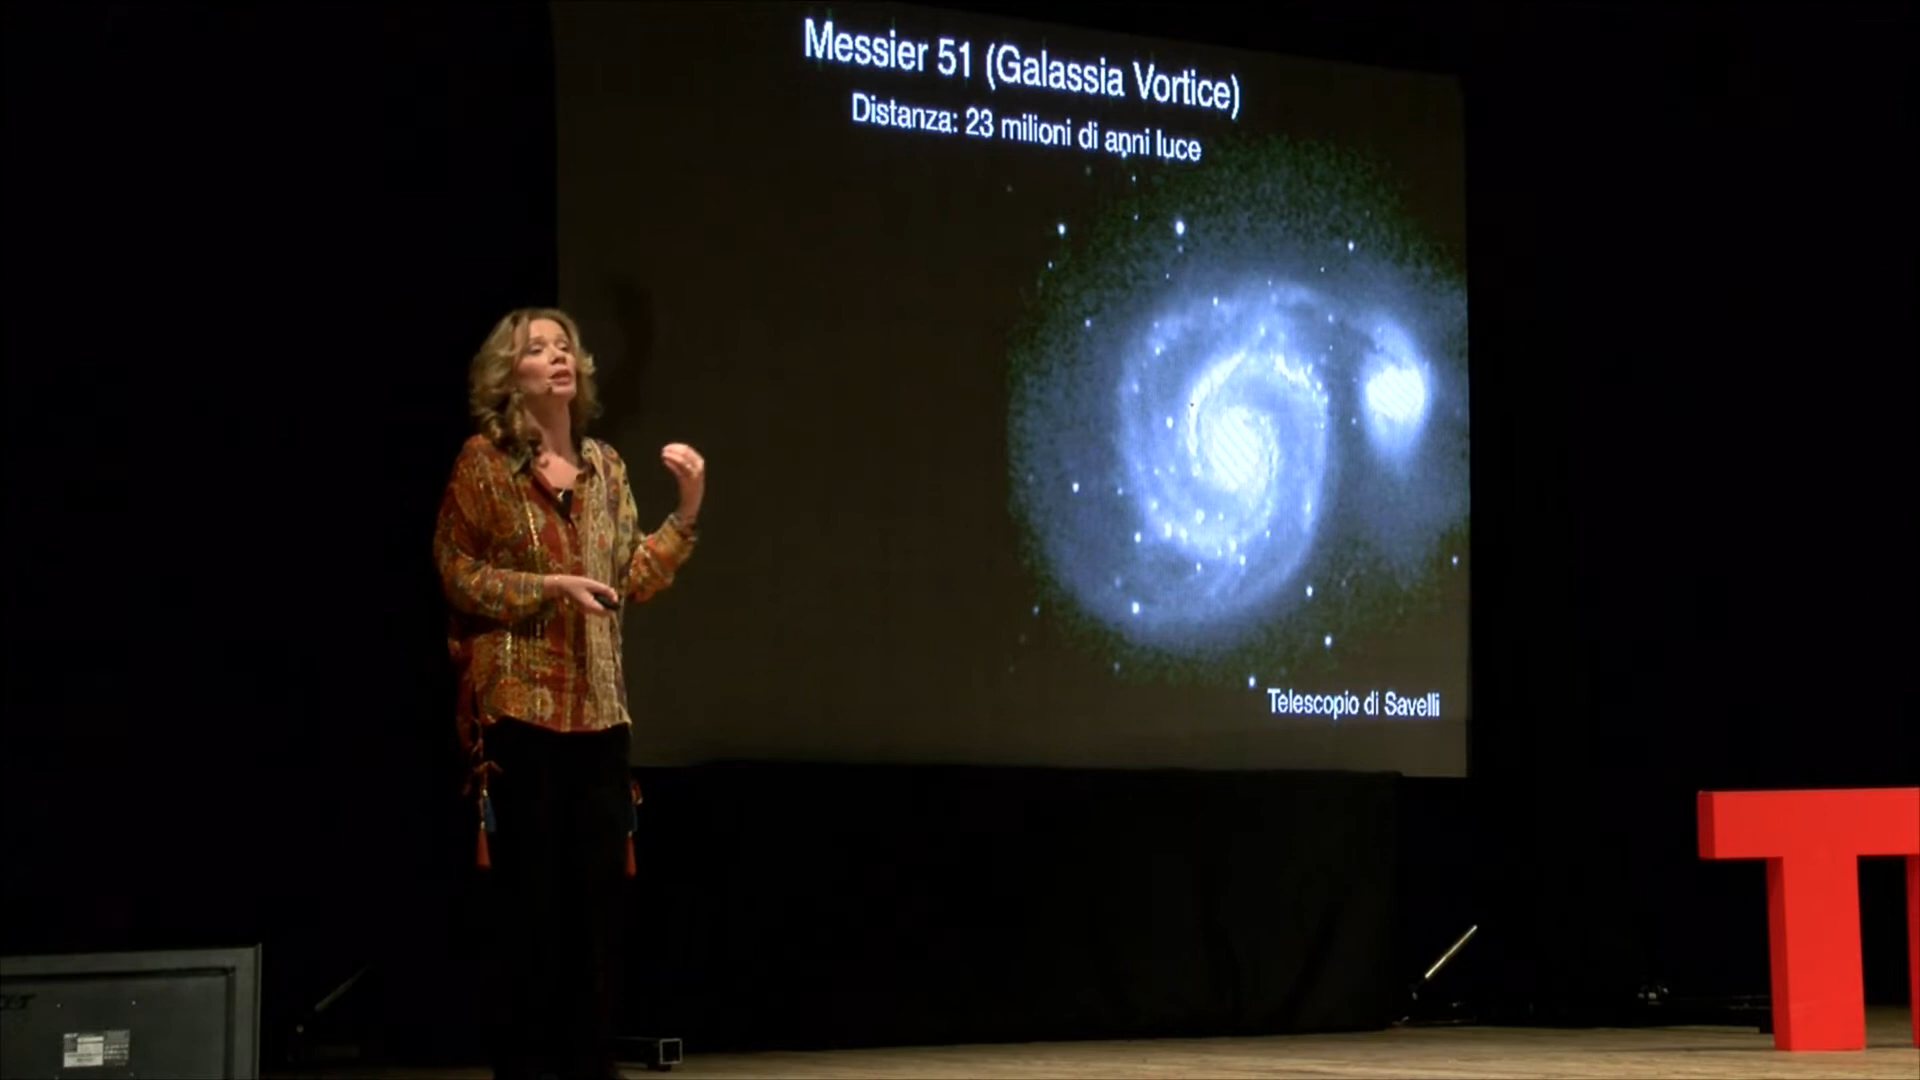 Messier 51 (Galassia Vortice)
Distanza: 23 milioni di anni luce
Telescopio di Savelli
T